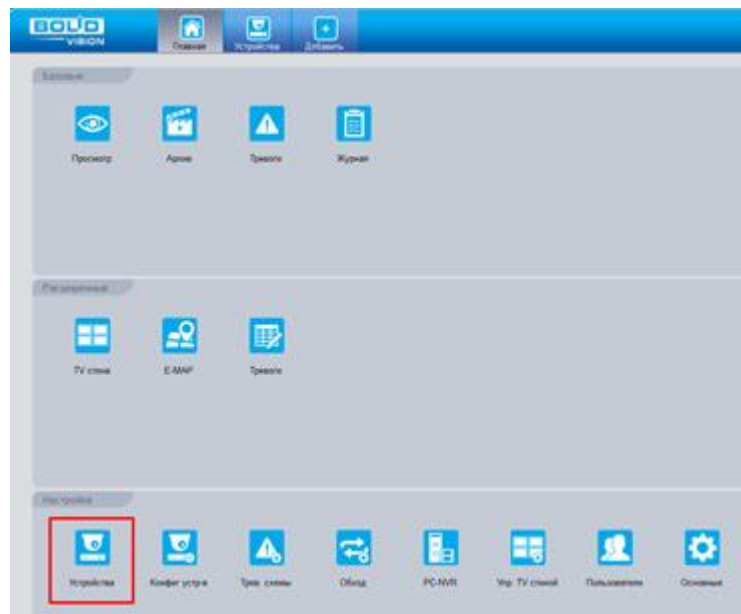 BOLID
VISION
Главная
Устройства
Добавить
Базовые
Просмотр
Архив
Тревоги
Журнал
Расширенные
TV стена
E-MAP
Тревоги
Настройки
Устройства
Конфиг устр-в
Трев. схемы
Обход
PC-NVR
Упр. TV стеной
Пользователи
Основные